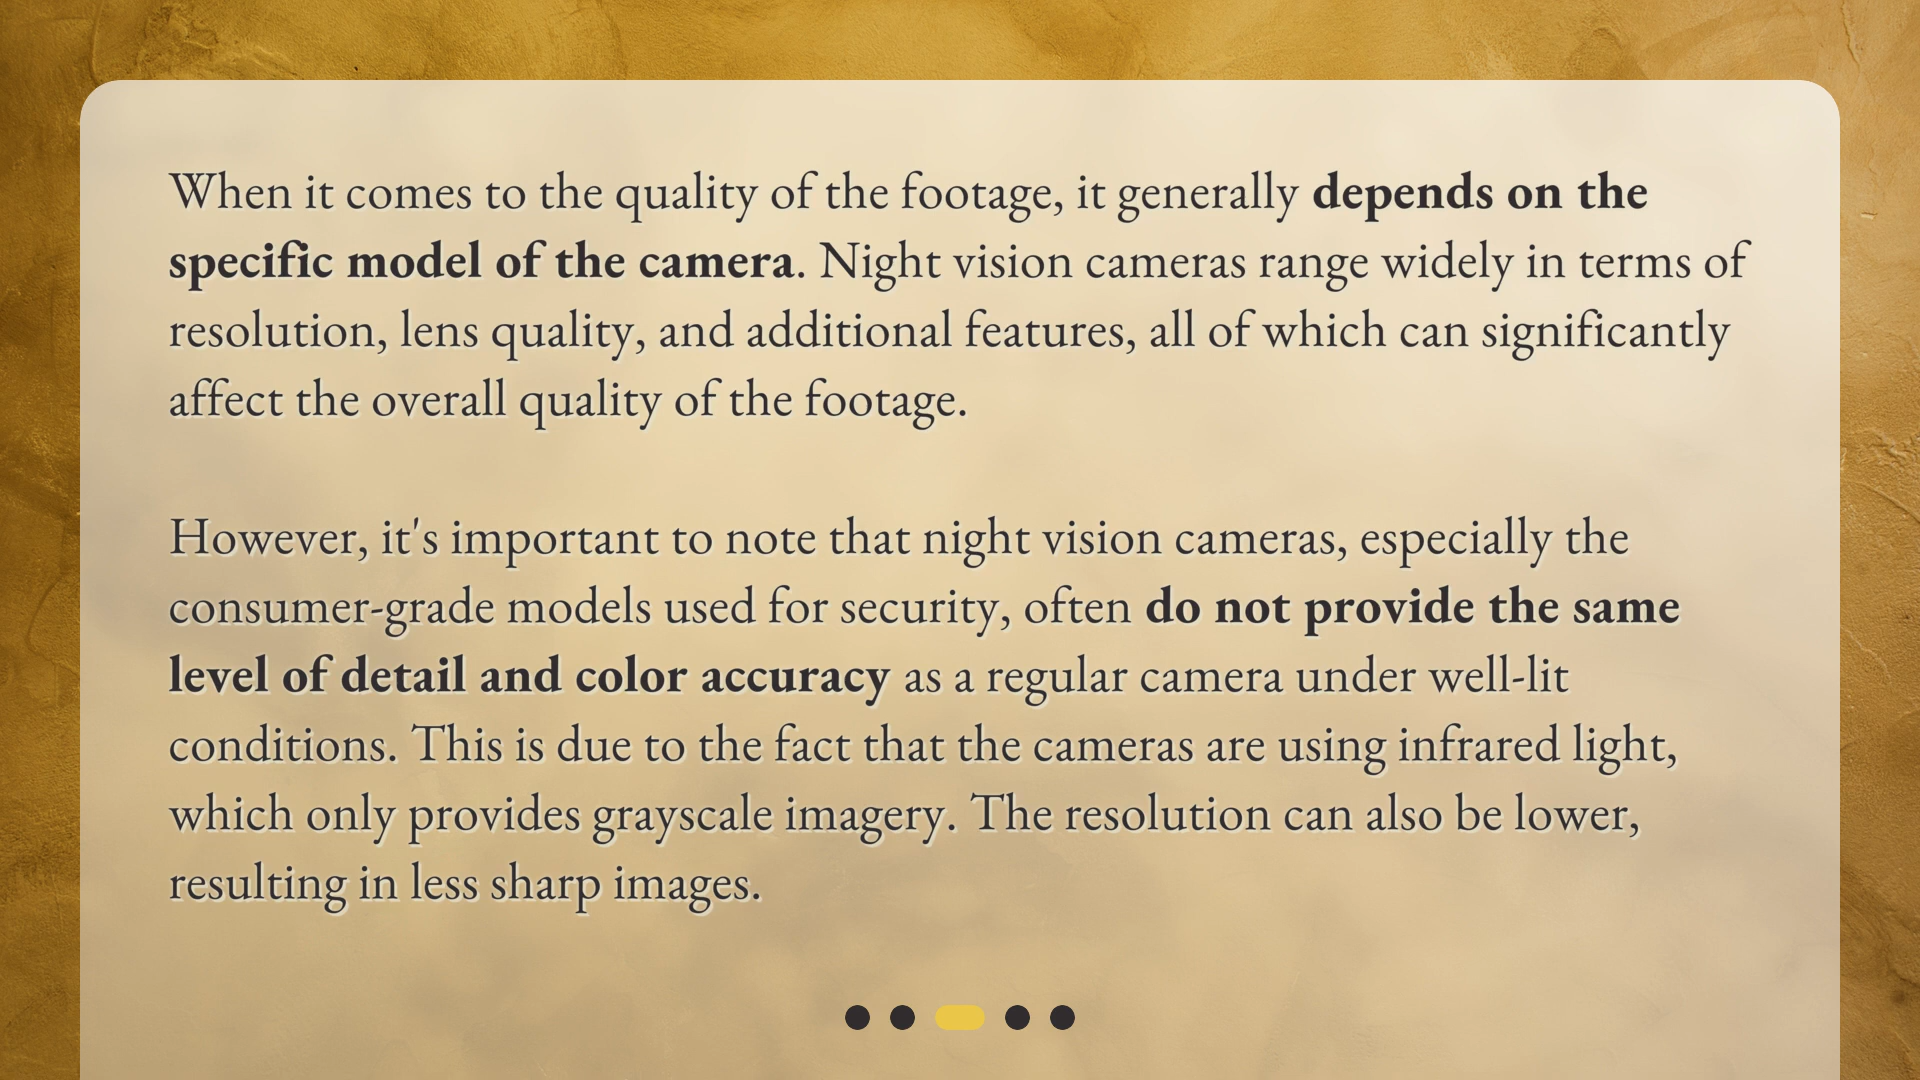 When it comes to the quality of the footage, it generally depends on the
specific model of the camera. Night vision cameras range widely in terms of
resolution, lens quality, and additional features, all of which can significantly
affect the overall quality of the footage.
However, it's important to note that night vision cameras, especially the
consumer-grade models used for security, often do not provide the same
level of detail and color accuracy as a regular camera under well-lit
conditions. This is due to the fact that the cameras are using infrared light,
which only provides grayscale imagery. The resolution can also be lower,
resulting in less sharp images.